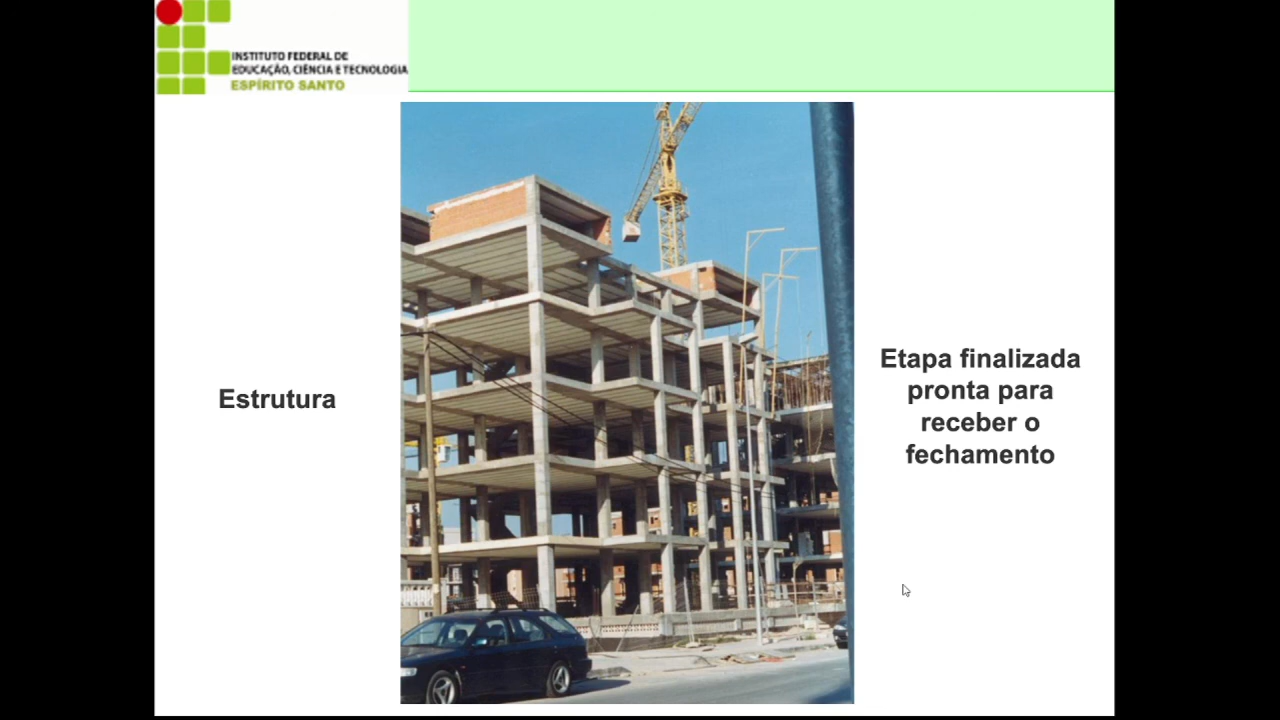 INSTITUTO FEDERAL DE
EDUCAÇÃO, CIÊNCIA E TECNOLOGIA
ESPÍRITO SANTO
Estrutura
Etapa finalizada
pronta para
receber o
fechamento